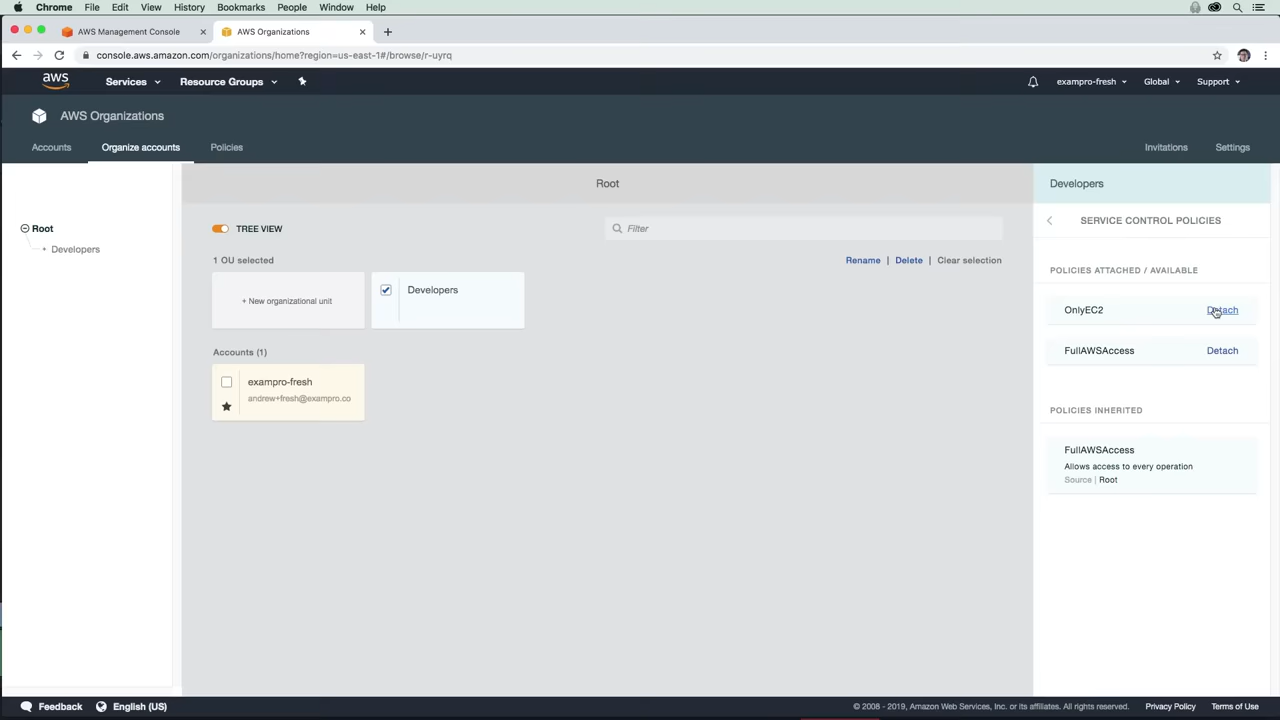 Chrome File Edit View History Bookmarks People Window Help
AWS Management Console
AWS Organizations
console.aws.amazon.com/organizations/home?region=us-east-1#/browse/r-uyrq
aws Services Resource Groups exampro-fresh Global Support
AWS Organizations
Accounts Organize accounts Policies Invitations Settings
Root
Developers
Root
TREE VIEW
Filter
1 OU selected
Rename | Delete | Clear selection
+ New organizational unit
Developers
Accounts (1)
exampro-fresh
andrew+fresh@exampro.co
Developers
SERVICE CONTROL POLICIES
POLICIES ATTACHED / AVAILABLE
OnlyEC2 Detach
FullAWSAccess Detach
POLICIES INHERITED
FullAWSAccess
Allows access to every operation
Source | Root
Feedback English (US) © 2008 - 2019, Amazon Web Services, Inc. or its affiliates. All rights reserved. Privacy Policy Terms of Use